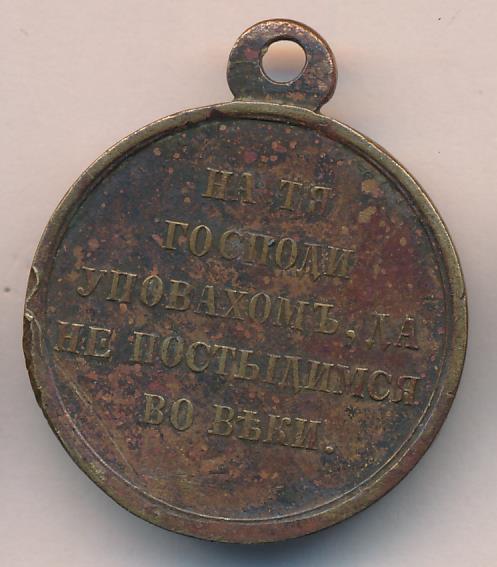 НА ТЯ
ГОСПОДИ
УПОВАХОМЪ, ДА
НЕ ПОСТЫДИМСЯ
ВО ВѢКИ.